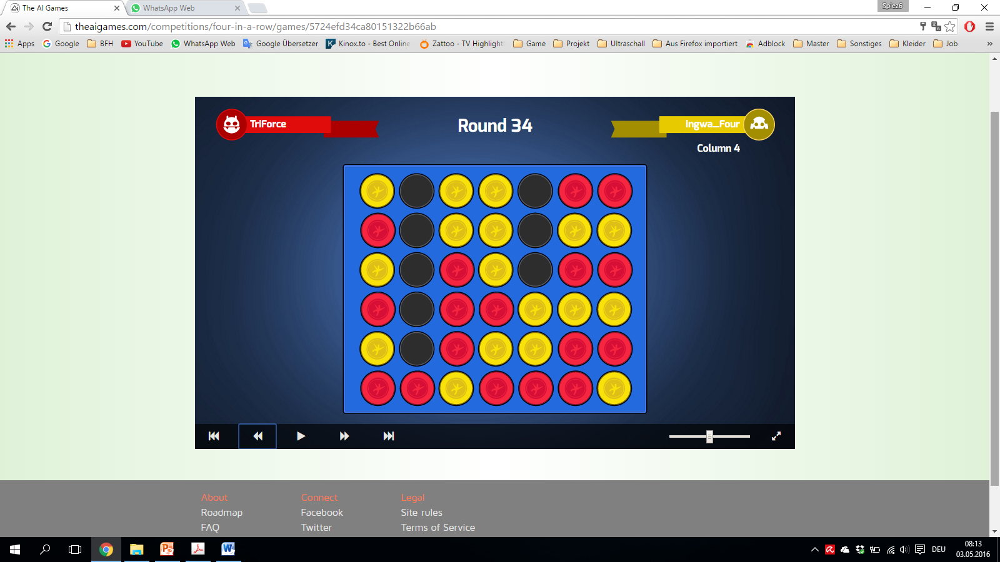 The AI Games
WhatsApp Web
Spiez6
theaigames.com/competitions/four-in-a-row/games/5724efd34ca80151322b66ab
Apps Google BFH YouTube WhatsApp Web Google Übersetzer Kinox.to - Best Online Zattoo - TV Highlight Game Projekt Ultraschall Aus Firefox importiert Adblock Master Sonstiges Kleider Job »
TriForce
Round 34
ingwa_Four
Column 4
About Connect Legal
Roadmap Facebook Site rules
FAQ Twitter Terms of Service
DEU
08:13
03.05.2016